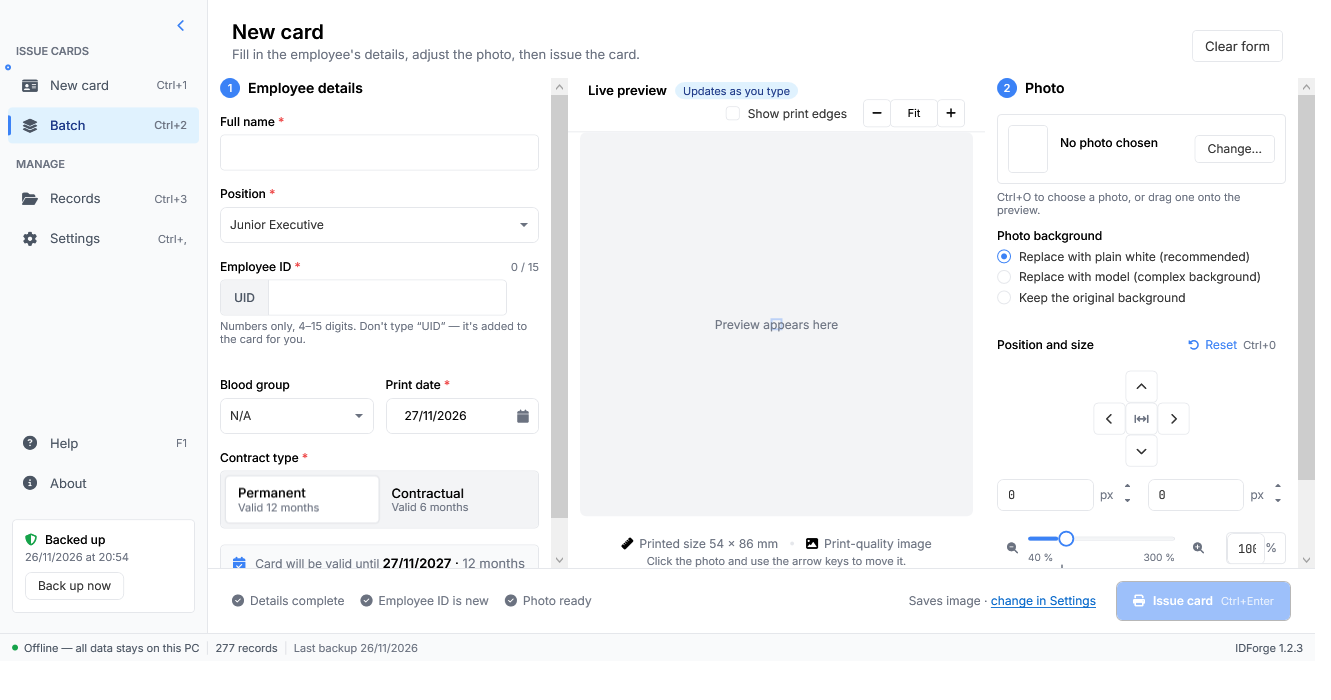 ISSUE CARDS
New card Ctrl+1
Batch Ctrl+2
MANAGE
Records Ctrl+3
Settings Ctrl+,
Help F1
About
Backed up
26/11/2026 at 20:54
Back up now
New card
Fill in the employee's details, adjust the photo, then issue the card.
Clear form
1 Employee details
Full name *
Position *
Junior Executive
Employee ID * 0 / 15
UID
Numbers only, 4–15 digits. Don't type “UID” — it's added to
the card for you.
Blood group Print date *
N/A 27/11/2026
Contract type *
Permanent Contractual
Valid 12 months Valid 6 months
Card will be valid until 27/11/2027 · 12 months
Live preview Updates as you type
Show print edges − Fit +
Preview appears here
Printed size 54 × 86 mm • Print-quality image
Click the photo and use the arrow keys to move it.
2 Photo
No photo chosen
Change...
Ctrl+O to choose a photo, or drag one onto the
preview.
Photo background
Replace with plain white (recommended)
Replace with model (complex background)
Keep the original background
Position and size Reset Ctrl+0
0 px 0 px
40 % 300 % 100 %
Details complete Employee ID is new Photo ready
Saves image · change in Settings
Issue card Ctrl+Enter
Offline — all data stays on this PC 277 records Last backup 26/11/2026
IDForge 1.2.3